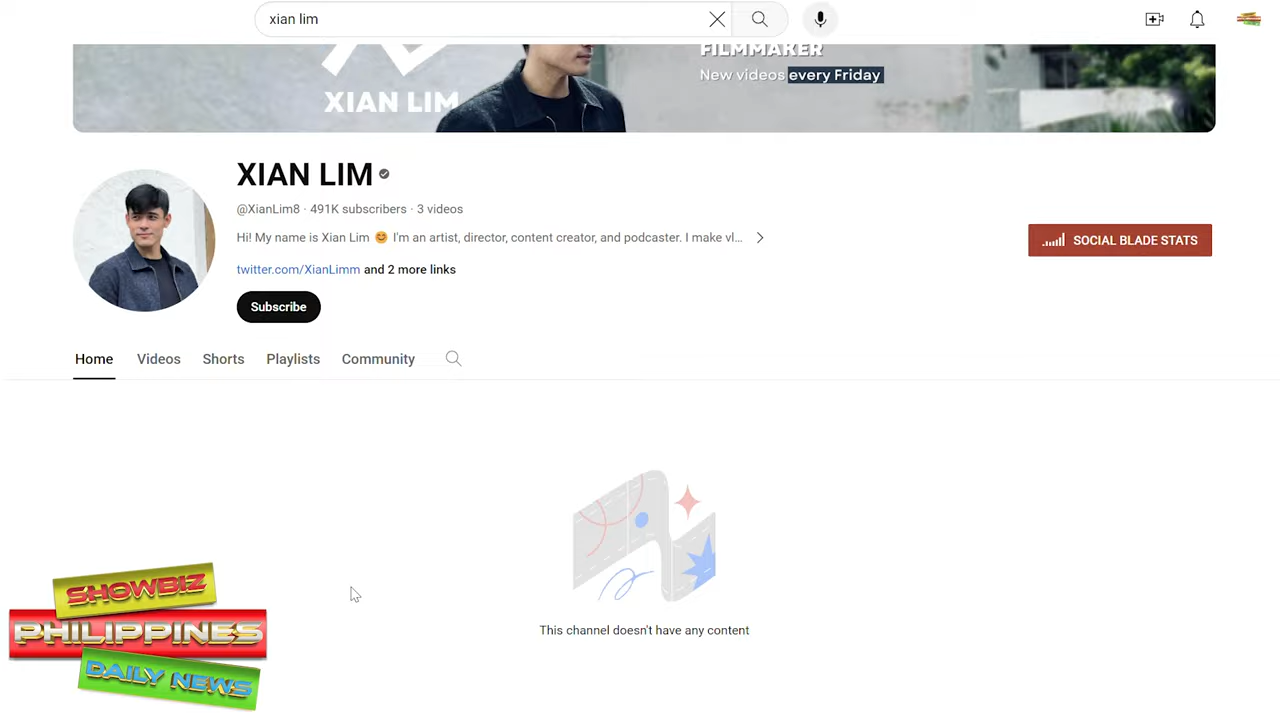 xian lim
FILMMAKER
New videos every Friday
XIAN LIM
XIAN LIM
@XianLim8 · 491K subscribers · 3 videos
Hi! My name is Xian Lim 😊 I'm an artist, director, content creator, and podcaster. I make vl...
SOCIAL BLADE STATS
twitter.com/XianLimm and 2 more links
Subscribe
Home Videos Shorts Playlists Community
This channel doesn't have any content
SHOWBIZ
PHILIPPINES
DAILY NEWS